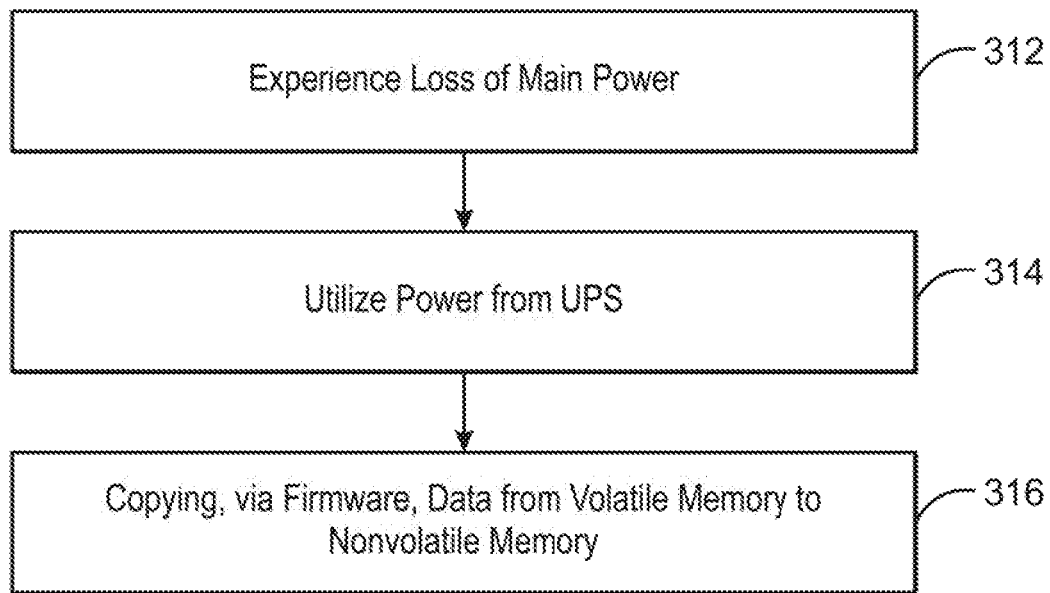 Experience Loss of Main Power
312
Utilize Power from UPS
314
Copying, via Firmware, Data from Volatile Memory to
Nonvolatile Memory
316